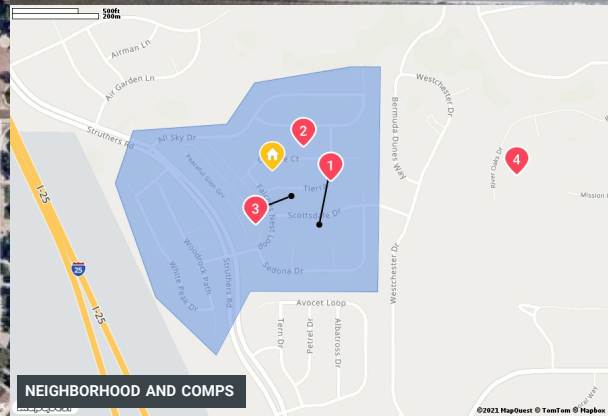 500ft
200m
Airman Ln
Air Garden Ln
Struthers Rd
All Sky Dr
Westchester Dr
Bermuda Dunes Way
2
1
4
3
Ct
Peaceful Glen Grv
River Oaks Dr
Tierr
Mission
I-25
Nest L
Scottsdale Dr
Loop
Woodrock Path
25
White Peak Dr
Struthers Rd
Sedona Dr
Westchester Dr
I-25
Avocet Loop
Tern Dr
Petrel Dr
Albatross Dr
NEIGHBORHOOD AND COMPS
©2021 MapQuest © TomTom © Mapbox